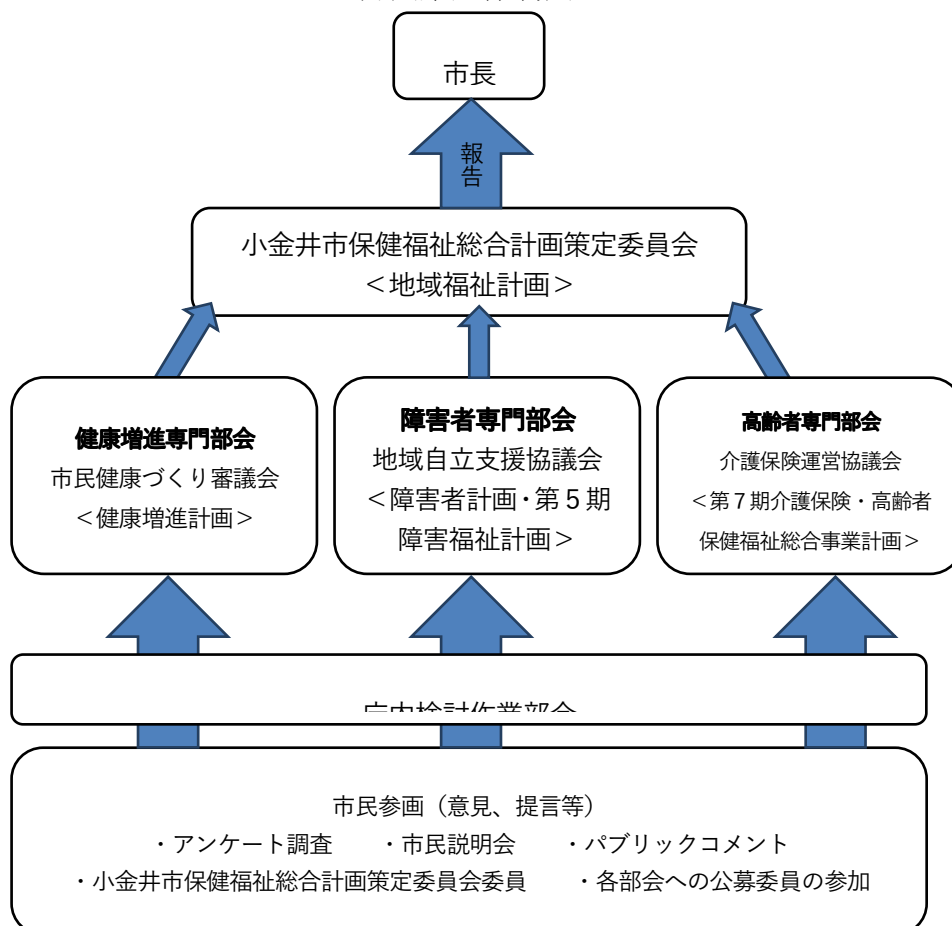 市長
報告
小金井市保健福祉総合計画策定委員会
＜地域福祉計画＞
健康増進専門部会
市民健康づくり審議会
＜健康増進計画＞
障害者専門部会
地域自立支援協議会
＜障害者計画・第５期
障害福祉計画＞
高齢者専門部会
介護保険運営協議会
＜第７期介護保険・高齢者
保健福祉総合事業計画＞
庁内検討作業部会
市民参画（意見、提言等）
・アンケート調査　・市民説明会　・パブリックコメント
・小金井市保健福祉総合計画策定委員会委員　・各部会への公募委員の参加